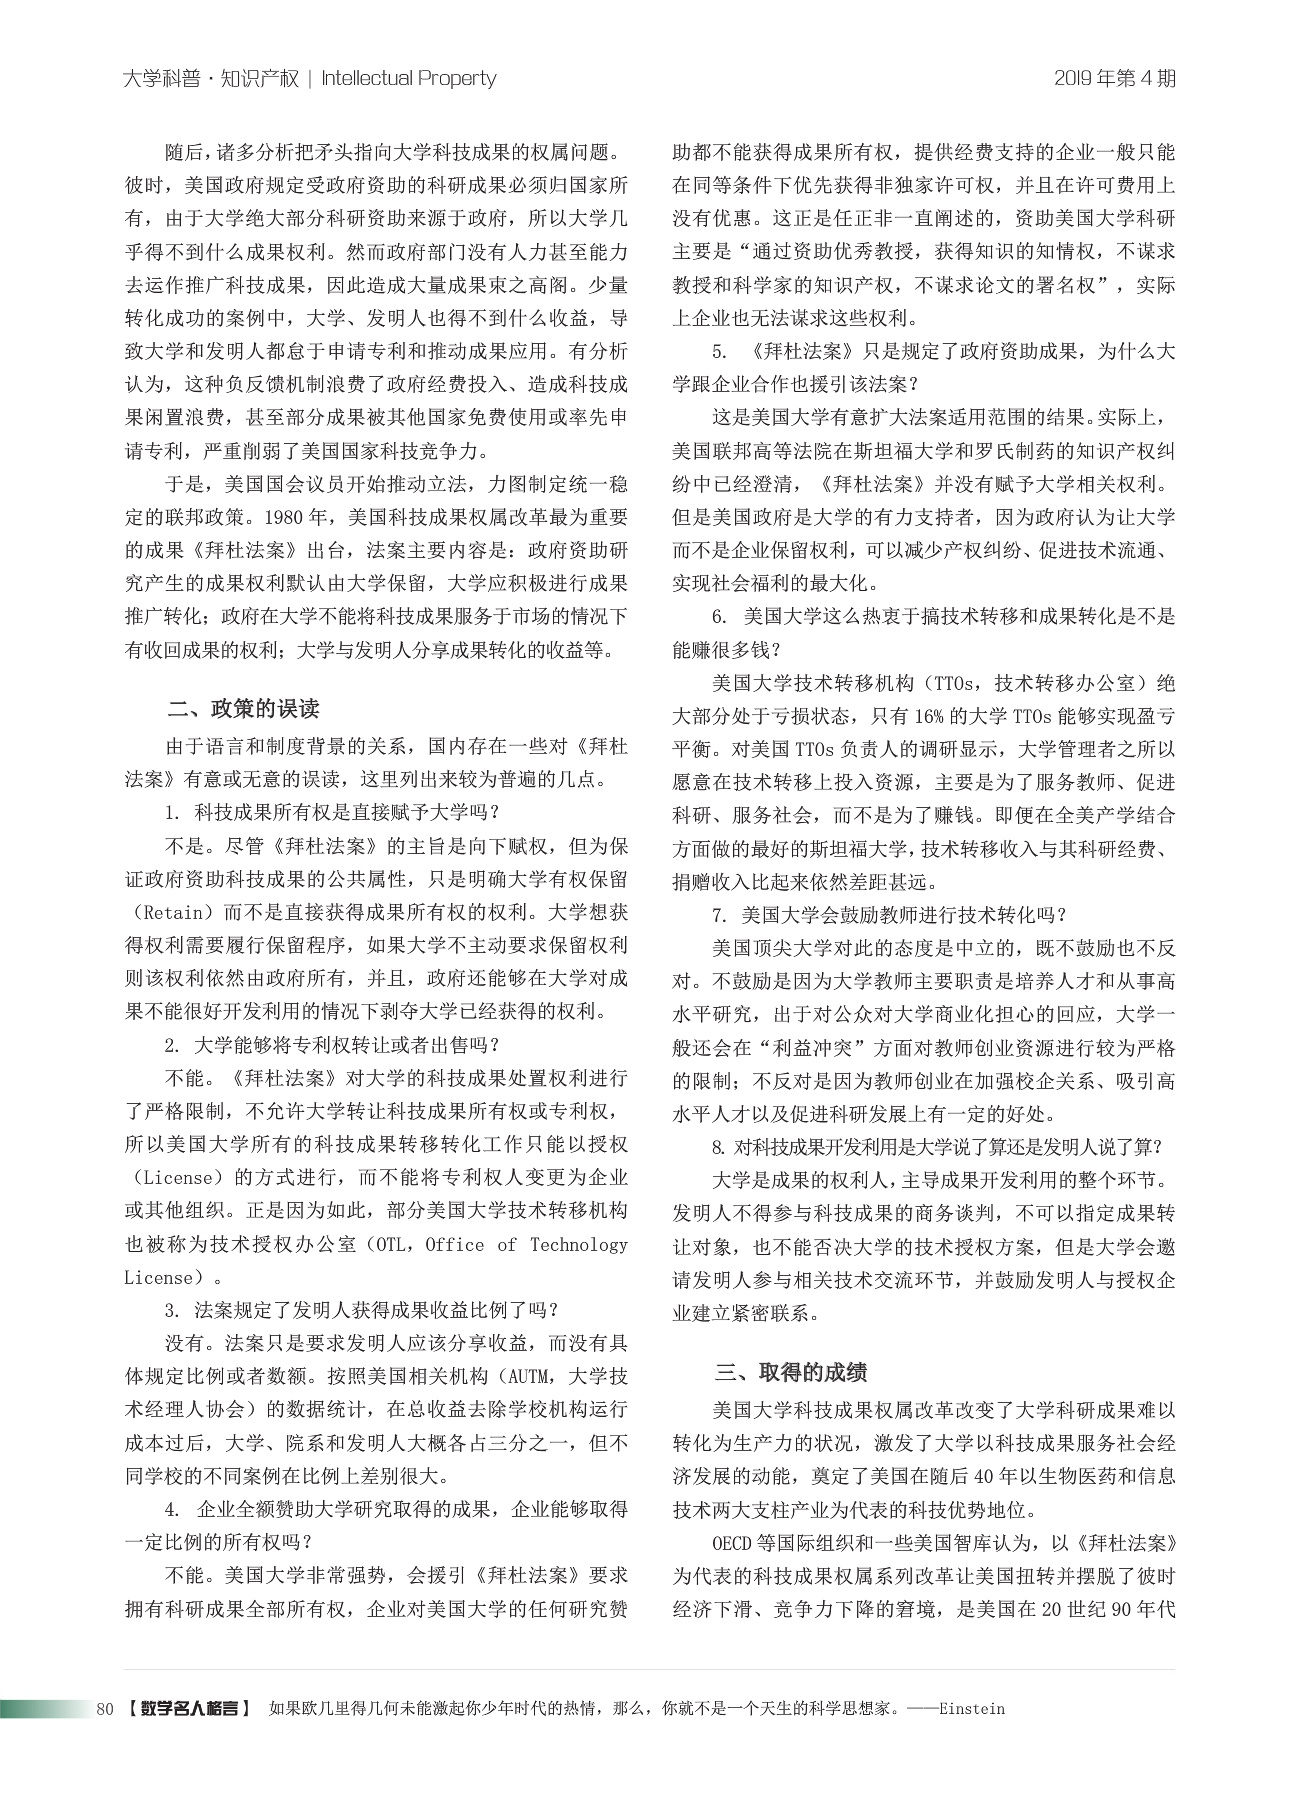 大学科普·知识产权 | Intellectual Property
2019 年第 4 期
随后，诸多分析把矛头指向大学科技成果的权属问题。
彼时，美国政府规定受政府资助的科研成果必须归国家所
有，由于大学绝大部分科研资助来源于政府，所以大学几
乎得不到什么成果权利。然而政府部门没有人力甚至能力
去运作推广科技成果，因此造成大量成果束之高阁。少量
转化成功的案例中，大学、发明人也得不到什么收益，导
致大学和发明人都怠于申请专利和推动成果应用。有分析
认为，这种负反馈机制浪费了政府经费投入、造成科技成
果闲置浪费，甚至部分成果被其他国家免费使用或率先申
请专利，严重削弱了美国国家科技竞争力。
于是，美国国会议员开始推动立法，力图制定统一稳
定的联邦政策。1980 年，美国科技成果权属改革最为重要
的成果《拜杜法案》出台，法案主要内容是：政府资助研
究产生的成果权利默认由大学保留，大学应积极进行成果
推广转化；政府在大学不能将科技成果服务于市场的情况下
有收回成果的权利；大学与发明人分享成果转化的收益等。
二、政策的误读
由于语言和制度背景的关系，国内存在一些对《拜杜
法案》有意或无意的误读，这里列出来较为普遍的几点。
1. 科技成果所有权是直接赋予大学吗？
不是。尽管《拜杜法案》的主旨是向下赋权，但为保
证政府资助科技成果的公共属性，只是明确大学有权保留
（Retain）而不是直接获得成果所有权的权利。大学想获
得权利需要履行保留程序，如果大学不主动要求保留权利
则该权利依然由政府所有，并且，政府还能够在大学对成
果不能很好开发利用的情况下剥夺大学已经获得的权利。
2. 大学能够将专利权转让或者出售吗？
不能。《拜杜法案》对大学的科技成果处置权利进行
了严格限制，不允许大学转让科技成果所有权或专利权，
所以美国大学所有的科技成果转移转化工作只能以授权
（License）的方式进行，而不能将专利权人变更为企业
或其他组织。正是因为如此，部分美国大学技术转移机构
也被称为技术授权办公室（OTL，Office of Technology
License）。
3. 法案规定了发明人获得成果收益比例了吗？
没有。法案只是要求发明人应该分享收益，而没有具
体规定比例或者数额。按照美国相关机构（AUTM，大学技
术经理人协会）的数据统计，在总收益去除学校机构运行
成本过后，大学、院系和发明人大概各占三分之一，但不
同学校的不同案例在比例上差别很大。
4. 企业全额赞助大学研究取得的成果，企业能够取得
一定比例的所有权吗？
不能。美国大学非常强势，会援引《拜杜法案》要求
拥有科研成果全部所有权，企业对美国大学的任何研究赞
助都不能获得成果所有权，提供经费支持的企业一般只能
在同等条件下优先获得非独家许可权，并且在许可费用上
没有优惠。这正是任正非一直阐述的，资助美国大学科研
主要是“通过资助优秀教授，获得知识的知情权，不谋求
教授和科学家的知识产权，不谋求论文的署名权”，实际
上企业也无法谋求这些权利。
5. 《拜杜法案》只是规定了政府资助成果，为什么大
学跟企业合作也援引该法案？
这是美国大学有意扩大法案适用范围的结果。实际上，
美国联邦高等法院在斯坦福大学和罗氏制药的知识产权纠
纷中已经澄清，《拜杜法案》并没有赋予大学相关权利。
但是美国政府是大学的有力支持者，因为政府认为让大学
而不是企业保留权利，可以减少产权纠纷、促进技术流通、
实现社会福利的最大化。
6. 美国大学这么热衷于搞技术转移和成果转化是不是
能赚很多钱？
美国大学技术转移机构（TTOs，技术转移办公室）绝
大部分处于亏损状态，只有 16% 的大学 TTOs 能够实现盈亏
平衡。对美国 TTOs 负责人的调研显示，大学管理者之所以
愿意在技术转移上投入资源，主要是为了服务教师、促进
科研、服务社会，而不是为了赚钱。即便在全美产学结合
方面做的最好的斯坦福大学，技术转移收入与其科研经费、
捐赠收入比起来依然差距甚远。
7. 美国大学会鼓励教师进行技术转化吗？
美国顶尖大学对此的态度是中立的，既不鼓励也不反
对。不鼓励是因为大学教师主要职责是培养人才和从事高
水平研究，出于对公众对大学商业化担心的回应，大学一
般还会在“利益冲突”方面对教师创业资源进行较为严格
的限制；不反对是因为教师创业在加强校企关系、吸引高
水平人才以及促进科研发展上有一定的好处。
8. 对科技成果开发利用是大学说了算还是发明人说了算？
大学是成果的权利人，主导成果开发利用的整个环节。
发明人不得参与科技成果的商务谈判，不可以指定成果转
让对象，也不能否决大学的技术授权方案，但是大学会邀
请发明人参与相关技术交流环节，并鼓励发明人与授权企
业建立紧密联系。
三、取得的成绩
美国大学科技成果权属改革改变了大学科研成果难以
转化为生产力的状况，激发了大学以科技成果服务社会经
济发展的动能，奠定了美国在随后 40 年以生物医药和信息
技术两大支柱产业为代表的科技优势地位。
OECD 等国际组织和一些美国智库认为，以《拜杜法案》
为代表的科技成果权属系列改革让美国扭转并摆脱了彼时
经济下滑、竞争力下降的窘境，是美国在 20 世纪 90 年代
80 【数学名人格言】 如果欧几里得几何未能激起你少年时代的热情，那么，你就不是一个天生的科学思想家。——Einstein